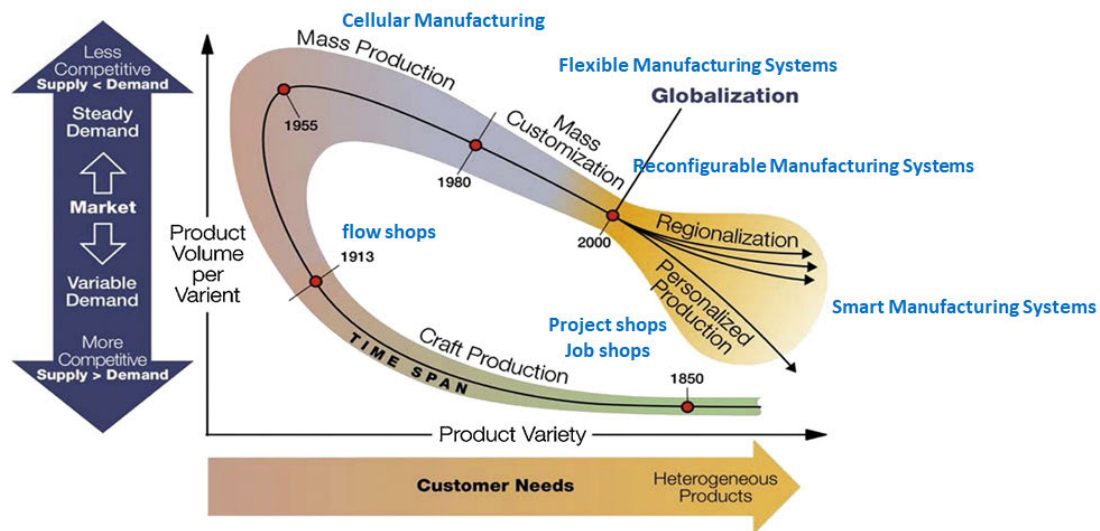 Less
Competitive
Supply < Demand
Steady
Demand
Market
Variable
Demand
More
Competitive
Supply > Demand
Product
Volume
per
Varient
Cellular Manufacturing
Mass Production
Flexible Manufacturing Systems
Globalization
Mass
Customization
Reconfigurable Manufacturing Systems
1955
1980
2000
Regionalization
Personalized
Production
Smart Manufacturing Systems
flow shops
1913
Project shops
Job shops
Craft Production
TIME SPAN
1850
Product Variety
Customer Needs
Heterogeneous
Products